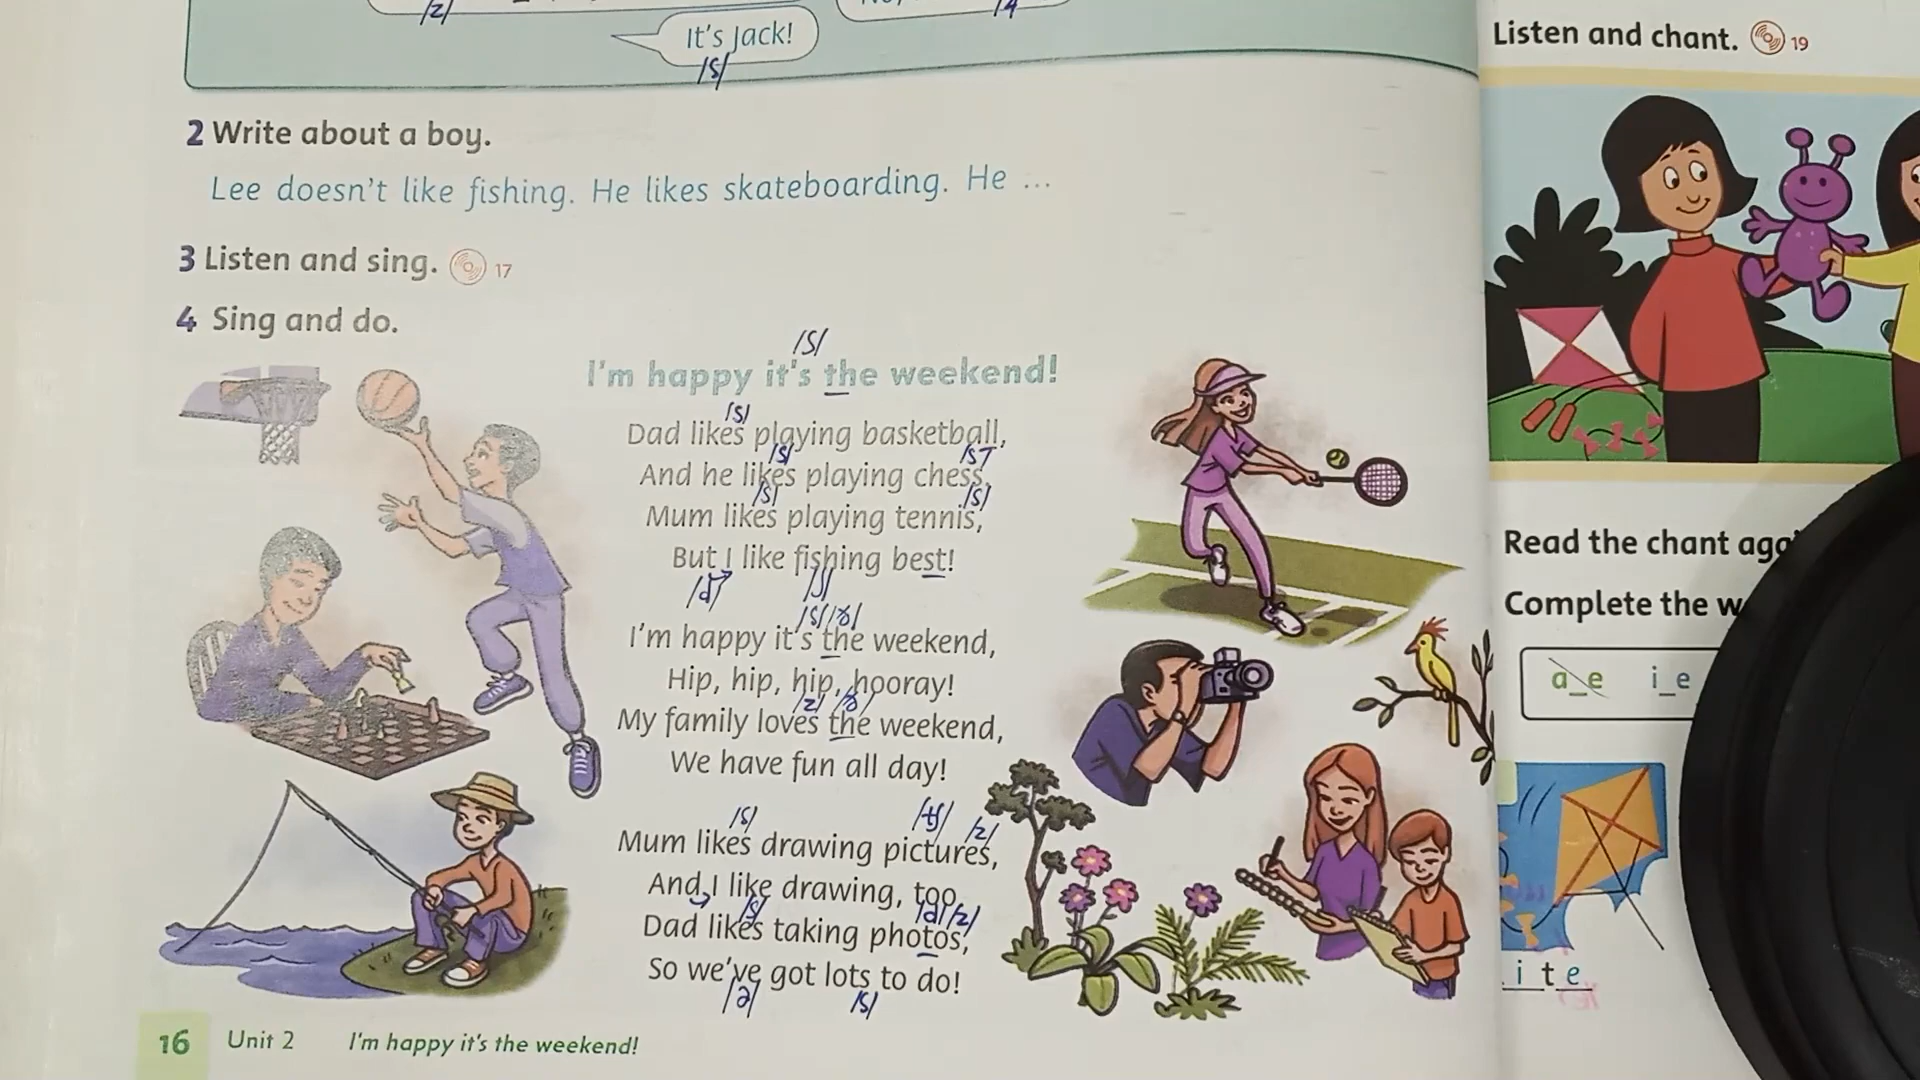 It's Jack!
/z/
/s/
2 Write about a boy.
Lee doesn't like fishing. He likes skateboarding. He ...
3 Listen and sing. 17
4 Sing and do.
/s/
I'm happy it's the weekend!
/s/
Dad likes playing basketball,
/s/ /s/
And he likes playing chess,
/s/ /s/
Mum likes playing tennis,
But I like fishing best!
/ʃ/
/s/ /ð/
I'm happy it's the weekend,
Hip, hip, hip, hooray!
/z/ /ð/
My family loves the weekend,
We have fun all day!
/s/ /tʃ/ /z/
Mum likes drawing pictures,
And I like drawing, too.
/s/ /z/
Dad likes taking photos,
So we've got lots to do!
/ə/ /s/
16 Unit 2 I'm happy it's the weekend!
Listen and chant. 19
Read the chant
Complete the
a_e i_e
i t e